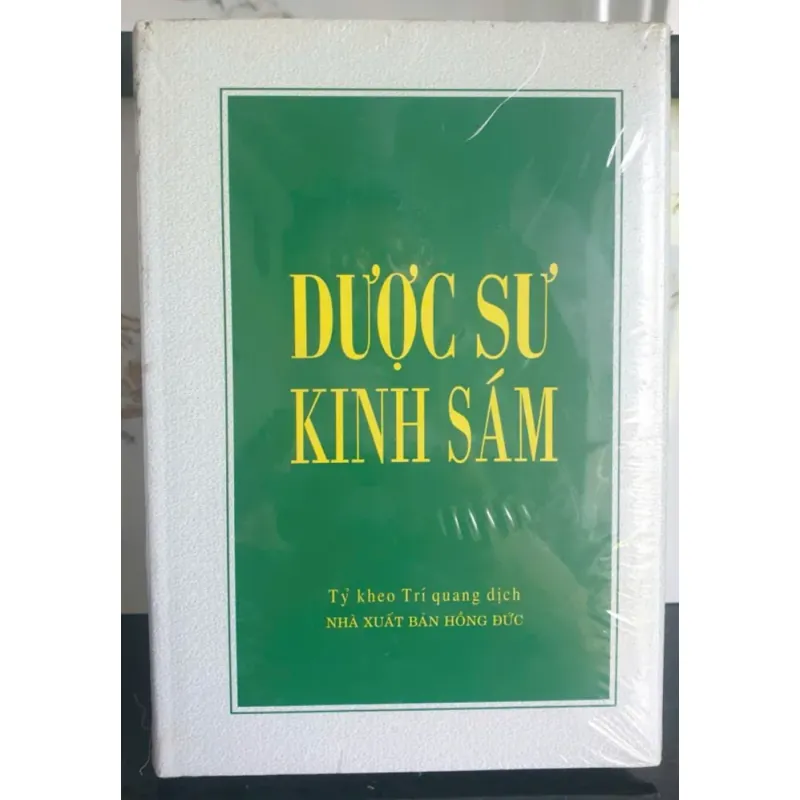 DƯỢC SƯ
KINH SÁM
Tỷ kheo Trí quang dịch
NHÀ XUẤT BẢN HỒNG ĐỨC